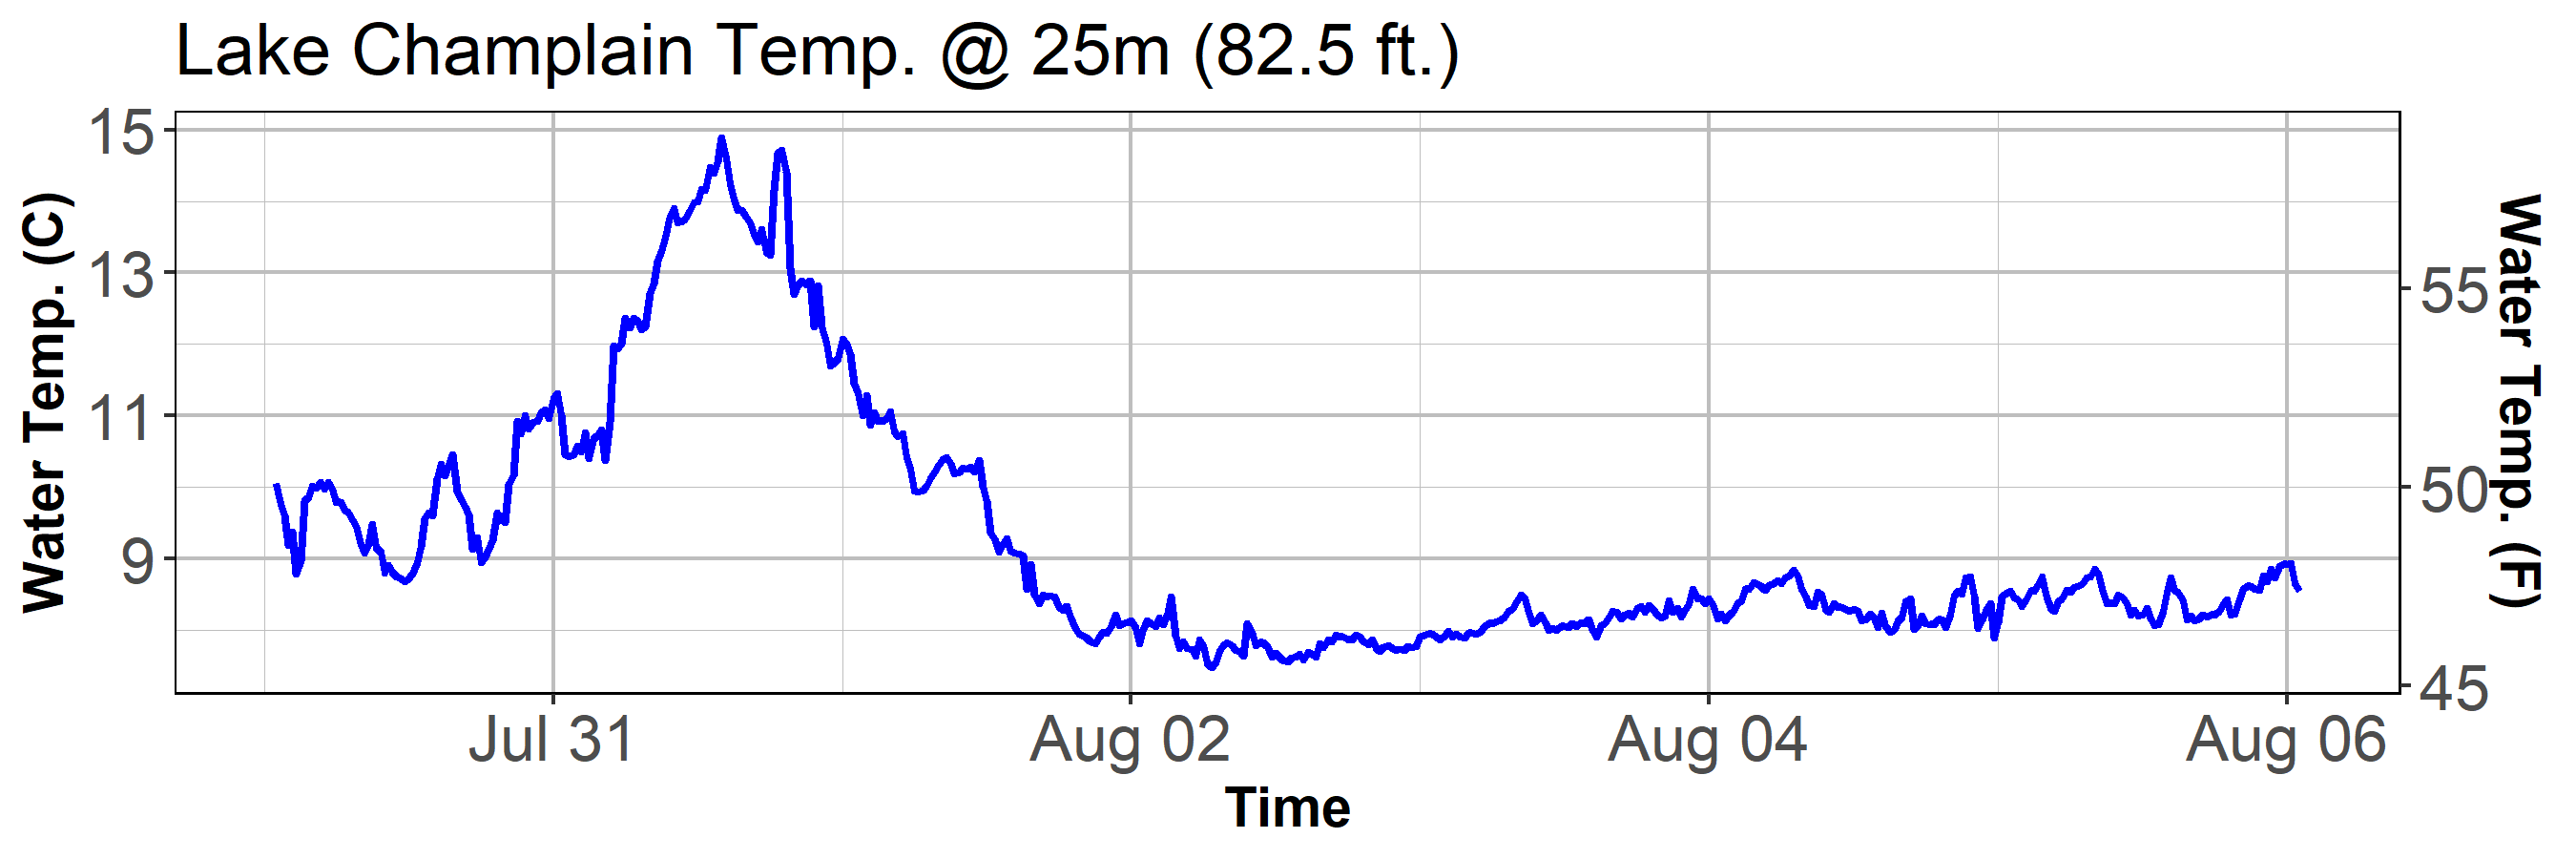 Lake Champlain Temp. @ 25m (82.5 ft.)
Water Temp. (C)
15
13
11
9
55
50
45
Water Temp. (F)
Jul 31
Aug 02
Aug 04
Aug 06
Time